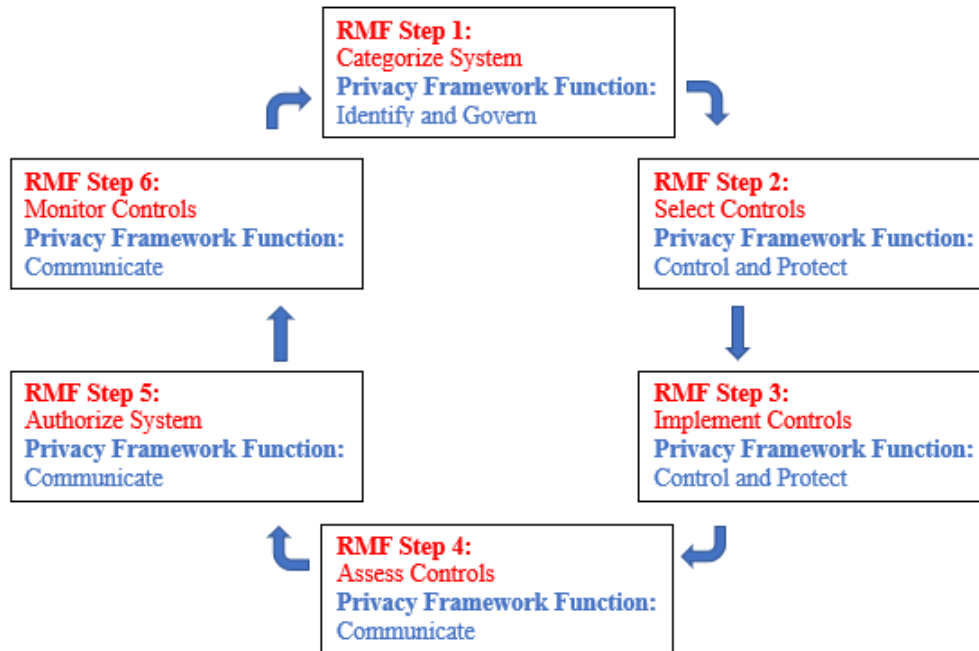 RMF Step 1:
Categorize System
Privacy Framework Function:
Identify and Govern
RMF Step 2:
Select Controls
Privacy Framework Function:
Control and Protect
RMF Step 3:
Implement Controls
Privacy Framework Function:
Control and Protect
RMF Step 4:
Assess Controls
Privacy Framework Function:
Communicate
RMF Step 5:
Authorize System
Privacy Framework Function:
Communicate
RMF Step 6:
Monitor Controls
Privacy Framework Function:
Communicate